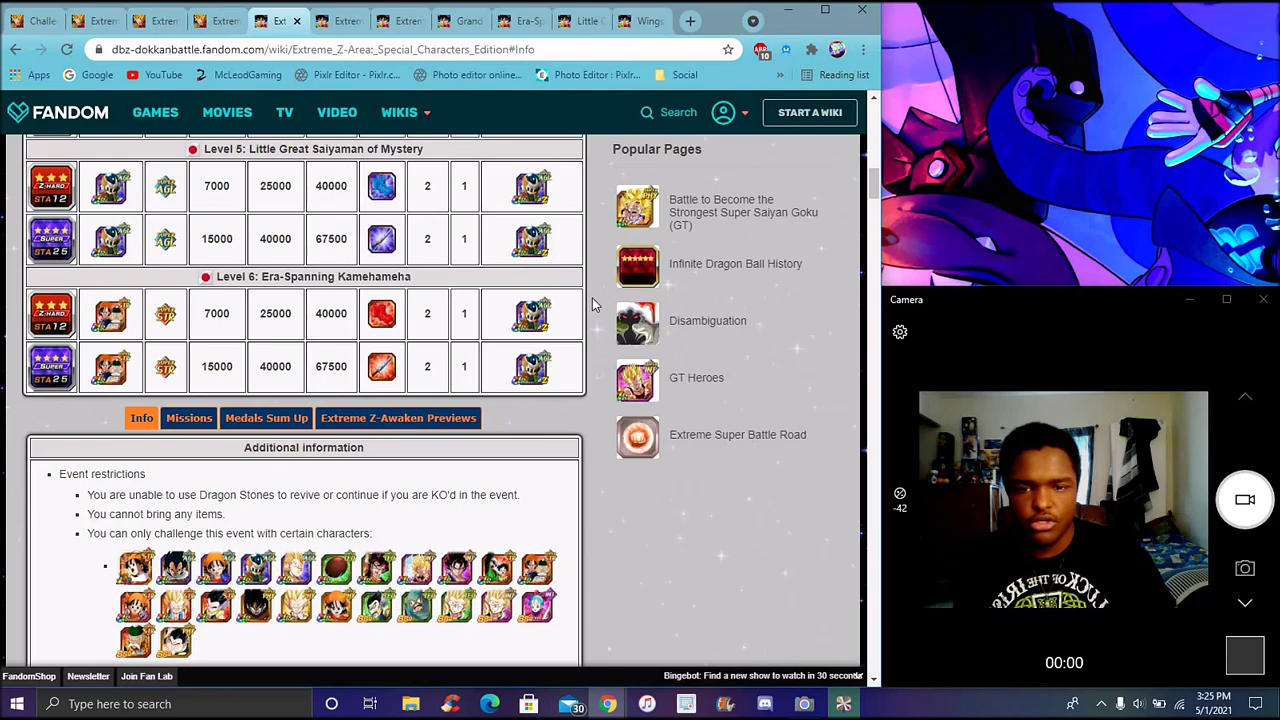 Challe
Extrem
Extrem
Extrem
Ext
Extrem
Extrem
Grand
Era-Sp
Little G
Wings
dbz-dokkanbattle.fandom.com/wiki/Extreme_Z-Area:_Special_Characters_Edition#Info
ABP
10
Apps
Google
YouTube
McLeodGaming
Pixlr Editor - Pixlr.c...
Photo editor online...
Photo Editor : Pixlr...
Social
»
Reading list
FANDOM
GAMES
MOVIES
TV
VIDEO
WIKIS
Search
START A WIKI
Level 5: Little Great Saiyaman of Mystery
Z-HARD STA 12 AGL 7000 25000 40000 2 1
SUPER STA 25 AGL 15000 40000 67500 2 1
Level 6: Era-Spanning Kamehameha
Z-HARD STA 12 STR 7000 25000 40000 2 1
SUPER STA 25 STR 15000 40000 67500 2 1
Info
Missions
Medals Sum Up
Extreme Z-Awaken Previews
Additional information
Event restrictions
You are unable to use Dragon Stones to revive or continue if you are KO'd in the event.
You cannot bring any items.
You can only challenge this event with certain characters:
Popular Pages
Battle to Become the
Strongest Super Saiyan Goku
(GT)
Infinite Dragon Ball History
Disambiguation
GT Heroes
Extreme Super Battle Road
FandomShop
Newsletter
Join Fan Lab
Bingebot: Find a new show to watch in 30 seconds
Camera
-42
LUCK OF THE IRIS
00:00
Type here to search
30
3:25 PM
5/1/2021